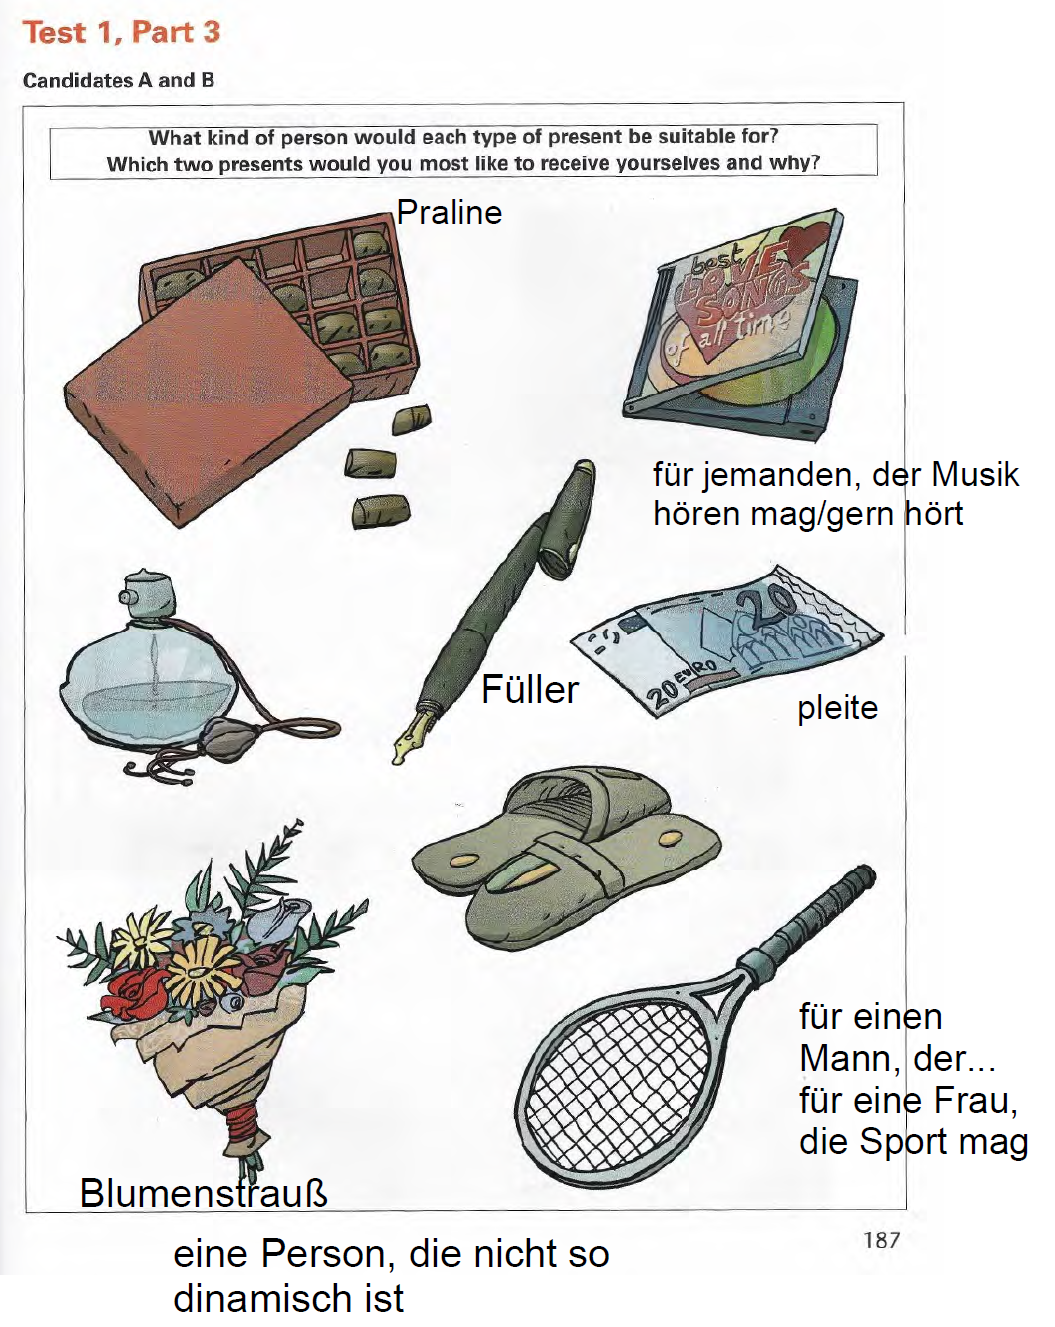 Test 1, Part 3
Candidates A and B
What kind of person would each type of present be suitable for?
Which two presents would you most like to receive yourselves and why?
Praline
best
LOVE
SONGS
of all time
für jemanden, der Musik
hören mag/gern hört
20
20 EURO
Füller
pleite
für einen
Mann, der...
für eine Frau,
die Sport mag
Blumenstrauß
187
eine Person, die nicht so
dinamisch ist